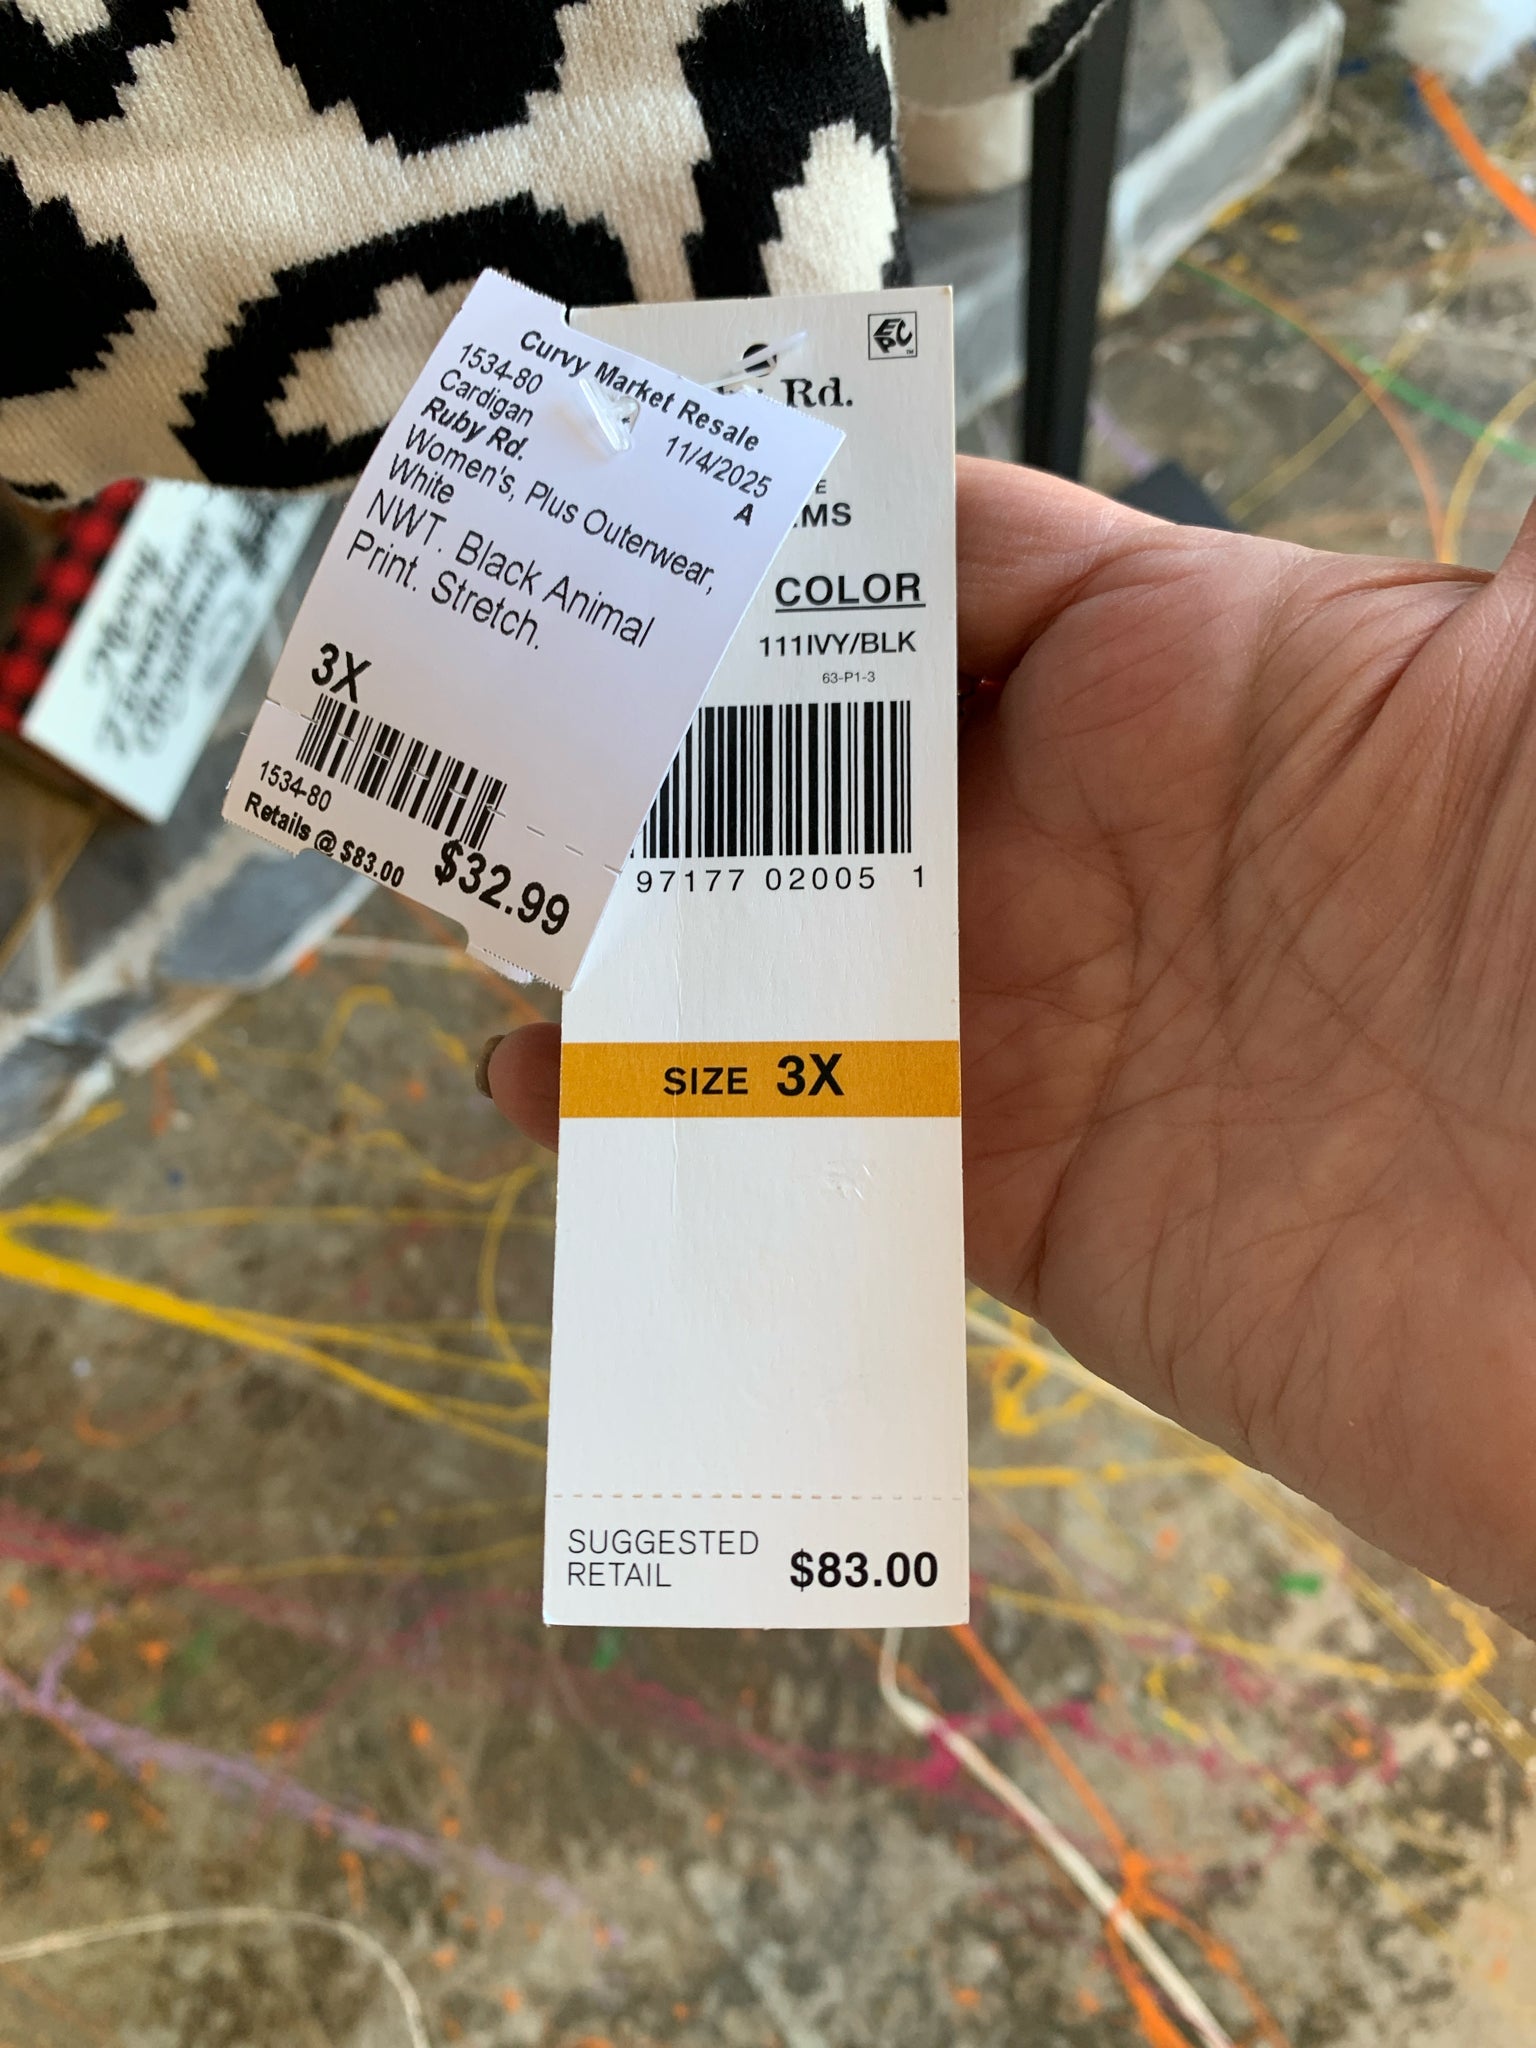 Curvy Market Resale
1534-80 11/4/2025
Cardigan A
Ruby Rd.
Women's, Plus Outerwear,
White
NWT. Black Animal
Print. Stretch.
3X
1534-80
Retails @ $83.00 $32.99
EPC
Rd.
E
EMS
COLOR
111IVY/BLK
63-P1-3
97177 02005 1
SIZE 3X
SUGGESTED
RETAIL $83.00